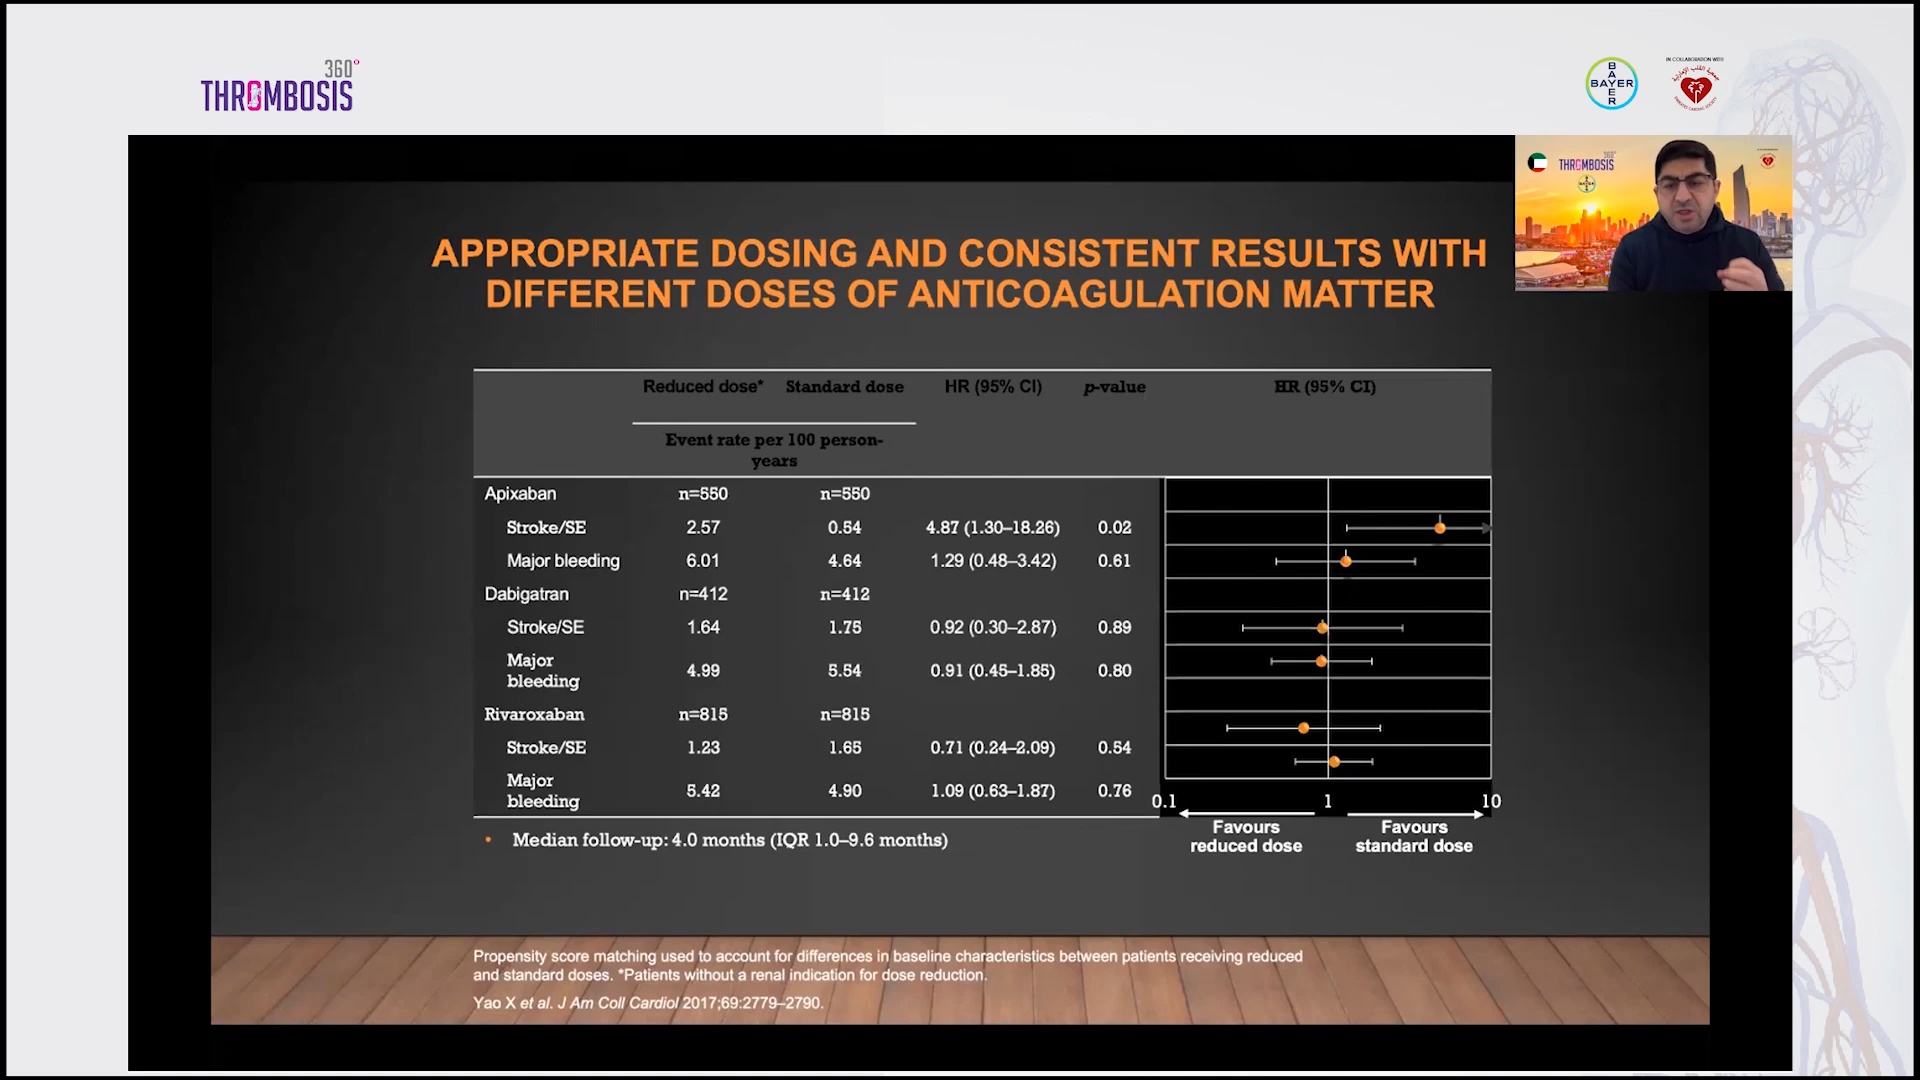 360°
THROMBOSIS
BAYER
BAYER
IN COLLABORATION WITH
جمعية القلب الإماراتية
EMIRATES CARDIAC SOCIETY
THROMBOSIS
APPROPRIATE DOSING AND CONSISTENT RESULTS WITH
DIFFERENT DOSES OF ANTICOAGULATION MATTER
Reduced dose* Standard dose HR (95% CI) p-value HR (95% CI)
Event rate per 100 person-
years
Apixaban n=550 n=550
Stroke/SE 2.57 0.54 4.87 (1.30–18.26) 0.02
Major bleeding 6.01 4.64 1.29 (0.48–3.42) 0.61
Dabigatran n=412 n=412
Stroke/SE 1.64 1.75 0.92 (0.30–2.87) 0.89
Major
bleeding 4.99 5.54 0.91 (0.45–1.85) 0.80
Rivaroxaban n=815 n=815
Stroke/SE 1.23 1.65 0.71 (0.24–2.09) 0.54
Major
bleeding 5.42 4.90 1.09 (0.63–1.87) 0.76
0.1 1 10
Favours
reduced dose
Favours
standard dose
• Median follow-up: 4.0 months (IQR 1.0–9.6 months)
Propensity score matching used to account for differences in baseline characteristics between patients receiving reduced
and standard doses. *Patients without a renal indication for dose reduction.
Yao X et al. J Am Coll Cardiol 2017;69:2779–2790.